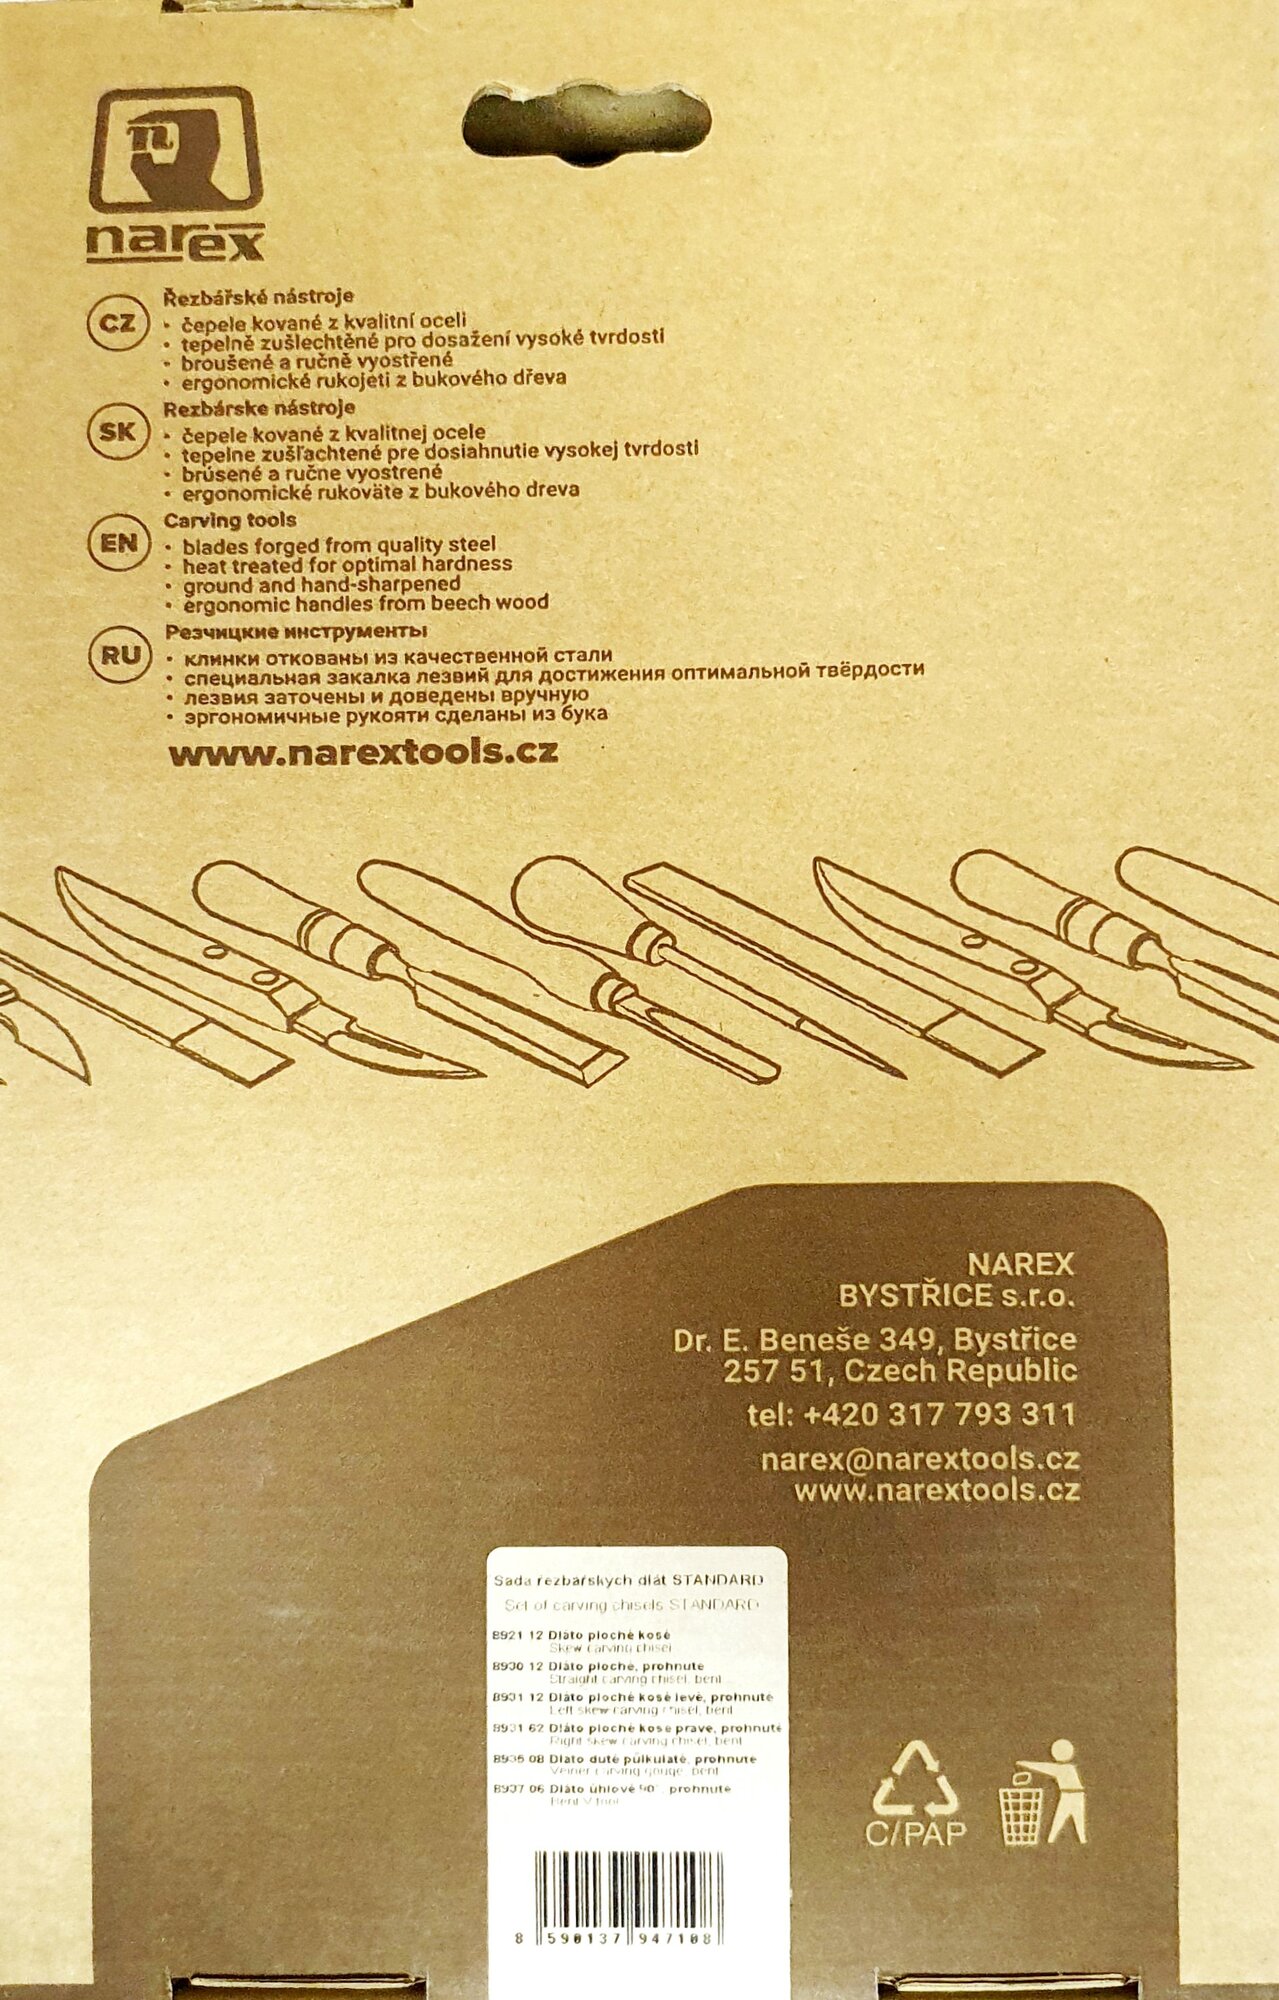 n
narex
CZ
Řezbářské nástroje
• čepele kované z kvalitní oceli
• tepelně zušlechtěné pro dosažení vysoké tvrdosti
• broušené a ručně vyostřené
• ergonomické rukojeti z bukového dřeva
SK
Rezbárske nástroje
• čepele kované z kvalitnej ocele
• tepelne zušľachtené pre dosiahnutie vysokej tvrdosti
• brúsené a ručne vyostrené
• ergonomické rukoväte z bukového dreva
EN
Carving tools
• blades forged from quality steel
• heat treated for optimal hardness
• ground and hand-sharpened
• ergonomic handles from beech wood
RU
Резчицкие инструменты
• клинки откованы из качественной стали
• специальная закалка лезвий для достижения оптимальной твёрдости
• лезвия заточены и доведены вручную
• эргономичные рукояти сделаны из бука
www.narextools.cz
NAREX
BYSTŘICE s.r.o.
Dr. E. Beneše 349, Bystřice
257 51, Czech Republic
tel: +420 317 793 311
narex@narextools.cz
www.narextools.cz
Sada řezbářských dlát STANDARD
Set of carving chisels STANDARD
8921 12 Dláto ploché kosé
Skew carving chisel
8930 12 Dláto ploché, prohnuté
Straight carving chisel, bent
8931 12 Dláto ploché kosé levé, prohnuté
Left skew carving chisel, bent
8931 62 Dláto ploché kosé pravé, prohnuté
Right skew carving chisel, bent
8935 08 Dláto duté půlkulaté, prohnuté
Veiner carving gouge, bent
8937 06 Dláto úhlové 90°, prohnuté
Bent V tool
8 590137 947108
C/PAP